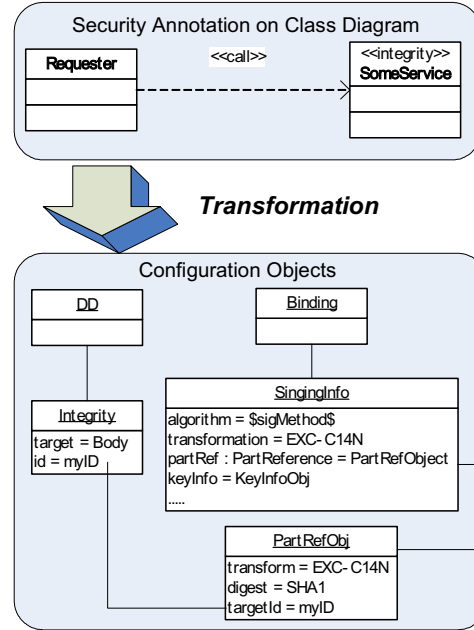 Security Annotation on Class Diagram
Requester
<<call>>
<<integrity>>
SomeService
Transformation
Configuration Objects
DD
Binding
Integrity
target = Body
id = myID
SingingInfo
algorithm = $sigMethod$
transformation = EXC-C14N
partRef : PartReference = PartRefObject
keyInfo = KeyInfoObj
.....
PartRefObj
transform = EXC-C14N
digest = SHA1
targetId = myID